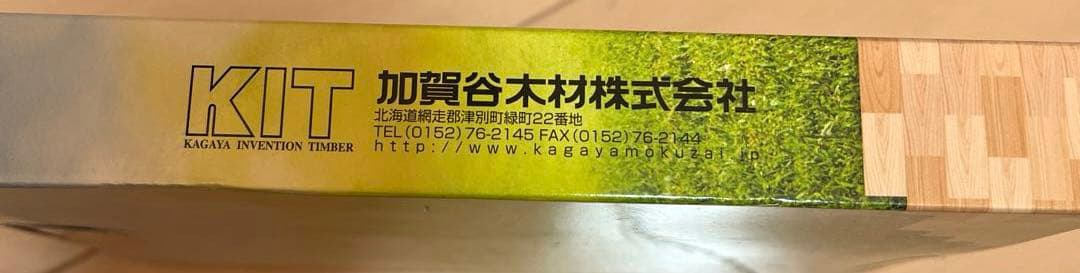 KIT
KAGAYA INVENTION TIMBER
加賀谷木材株式会社
北海道網走郡津別町緑町22番地
TEL(0152)76-2145 FAX(0152)76-2144
http://www.kagayamokuzai.jp